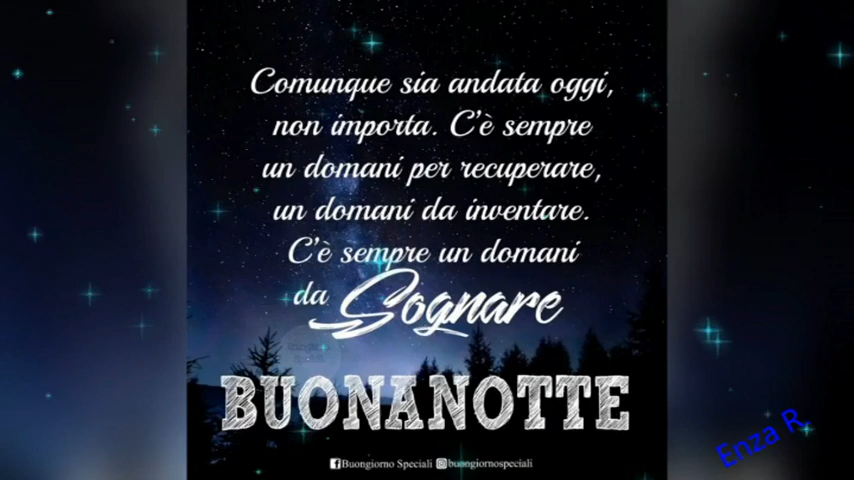 Comunque sia andata oggi,
non importa. C'è sempre
un domani per recuperare,
un domani da inventare.
C'è sempre un domani
da Sognare
BUONANOTTE
Buongiorno Speciali buongiornospeciali
Enza R.